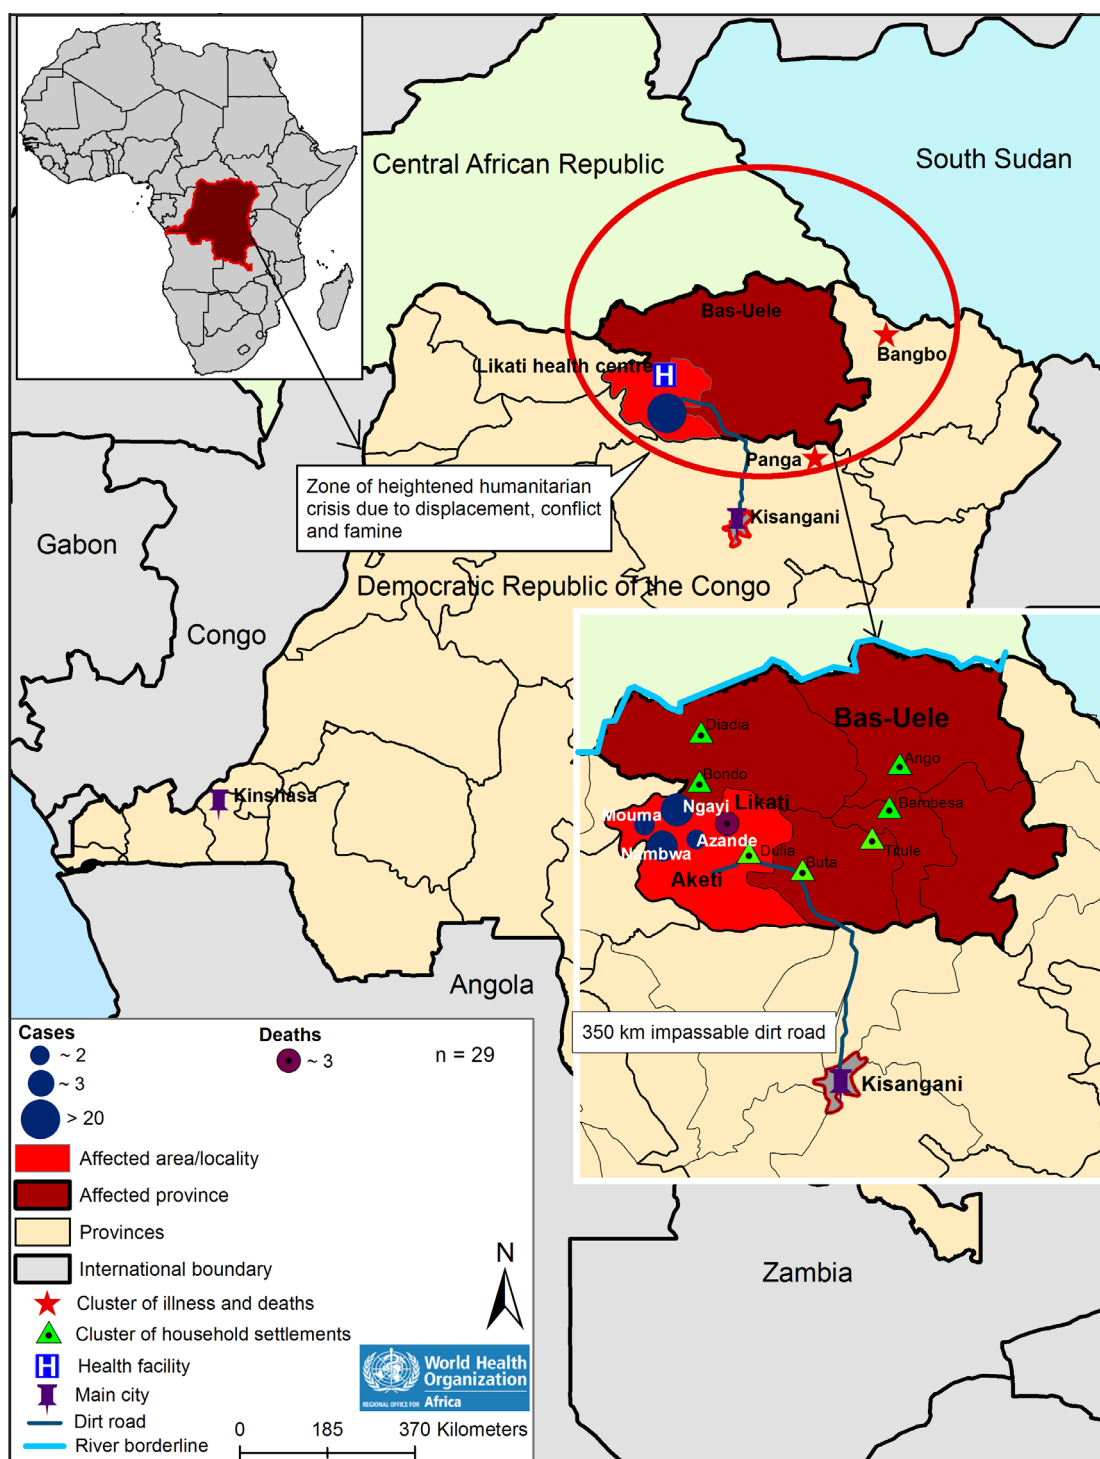 Central African Republic
South Sudan
Bas-Uele
Bangbo
Likati health centre
H
Panga
Zone of heightened humanitarian
crisis due to displacement, conflict
and famine
Kisangani
Gabon
Democratic Republic of the Congo
Congo
Kinshasa
Angola
Zambia
Bas-Uele
Diadia
Ango
Bondo
Bambesa
Ngayi
Likati
Mouma
Azande
Nambwa
Dulia
Titule
Buta
Aketi
350 km impassable dirt road
Kisangani
Cases
Deaths
n = 29
~ 2
~ 3
~ 3
> 20
Affected area/locality
Affected province
Provinces
International boundary
Cluster of illness and deaths
Cluster of household settlements
H
Health facility
Main city
Dirt road
River borderline
N
World Health
Organization
REGIONAL OFFICE FOR
Africa
0 185 370 Kilometers